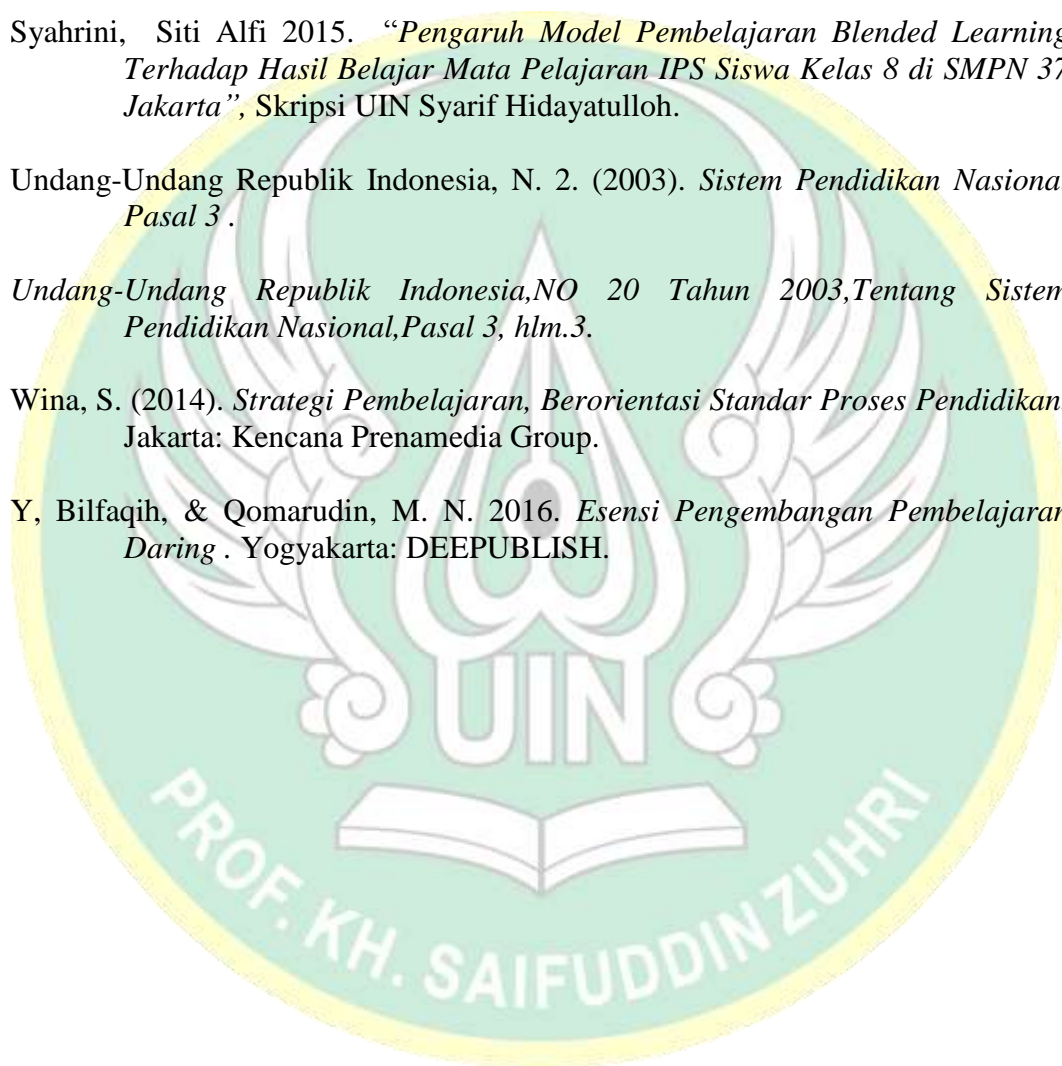 Syahrini, Siti Alfi 2015. “Pengaruh Model Pembelajaran Blended Learning
Terhadap Hasil Belajar Mata Pelajaran IPS Siswa Kelas 8 di SMPN 37
Jakarta”, Skripsi UIN Syarif Hidayatulloh.
Undang-Undang Republik Indonesia, N. 2. (2003). Sistem Pendidikan Nasiona
Pasal 3 .
Undang-Undang Republik Indonesia,NO 20 Tahun 2003,Tentang Sistem
Pendidikan Nasional,Pasal 3, hlm.3.
Wina, S. (2014). Strategi Pembelajaran, Berorientasi Standar Proses Pendidikan
Jakarta: Kencana Prenamedia Group.
Y, Bilfaqih, & Qomarudin, M. N. 2016. Esensi Pengembangan Pembelajaran
Daring . Yogyakarta: DEEPUBLISH.
UIN
PROF. KH. SAIFUDDIN ZUHRI